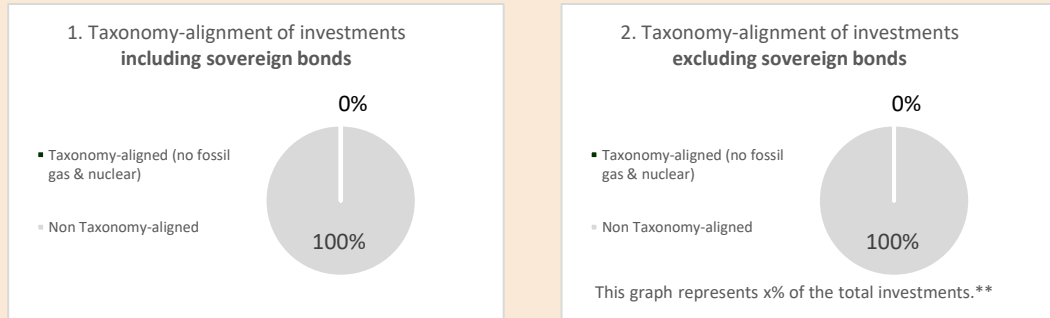 1. Taxonomy-alignment of investments
including sovereign bonds
0%
Taxonomy-aligned (no fossil
gas & nuclear)
Non Taxonomy-aligned
100%
2. Taxonomy-alignment of investments
excluding sovereign bonds
0%
Taxonomy-aligned (no fossil
gas & nuclear)
Non Taxonomy-aligned
100%
This graph represents x% of the total investments.**